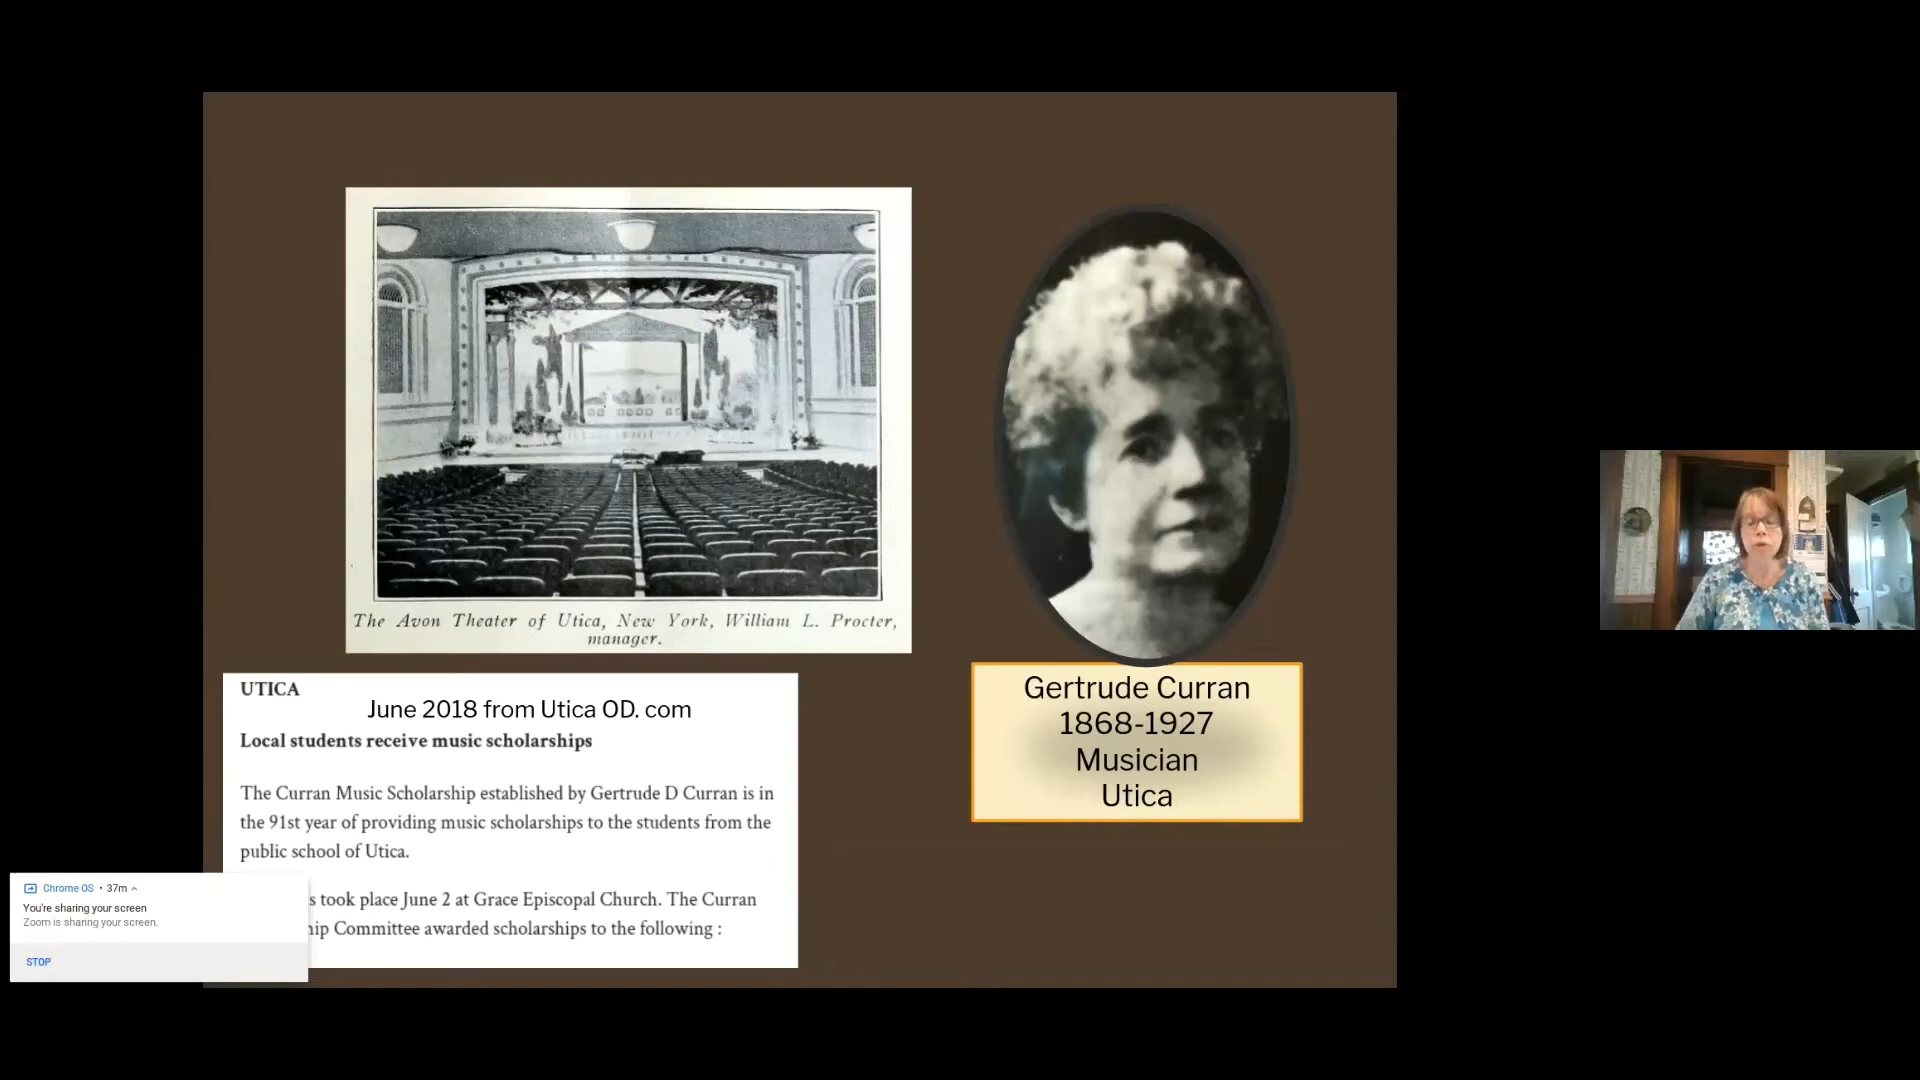 The Avon Theater of Utica, New York, William L. Procter,
manager.
UTICA
June 2018 from Utica OD. com
Local students receive music scholarships
The Curran Music Scholarship established by Gertrude D Curran is in
the 91st year of providing music scholarships to the students from the
public school of Utica.
took place June 2 at Grace Episcopal Church. The Curran
Committee awarded scholarships to the following :
Gertrude Curran
1868-1927
Musician
Utica
Chrome OS • 37m
You're sharing your screen
Zoom is sharing your screen.
STOP